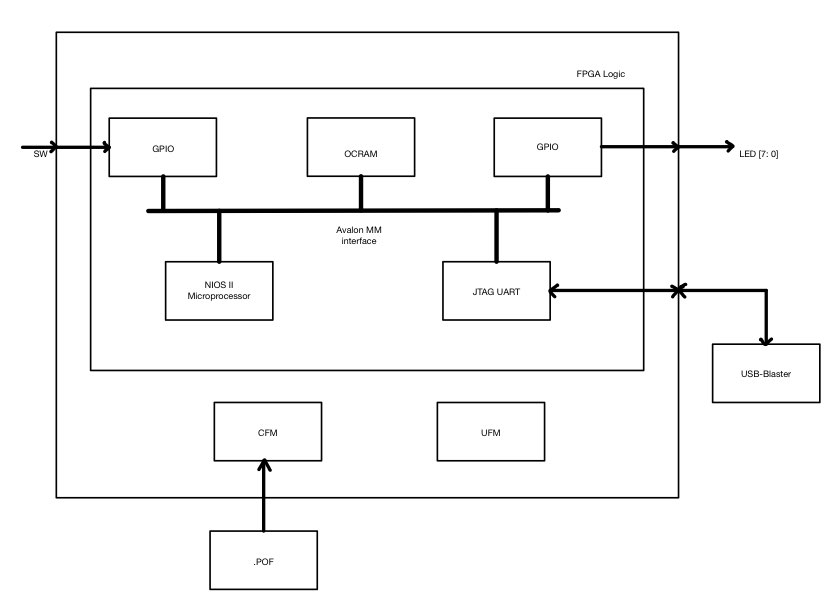 FPGA Logic
GPIO
OCRAM
GPIO
SW
LED [7: 0]
Avalon MM
interface
NIOS II
Microprocessor
JTAG UART
USB-Blaster
CFM
UFM
.POF